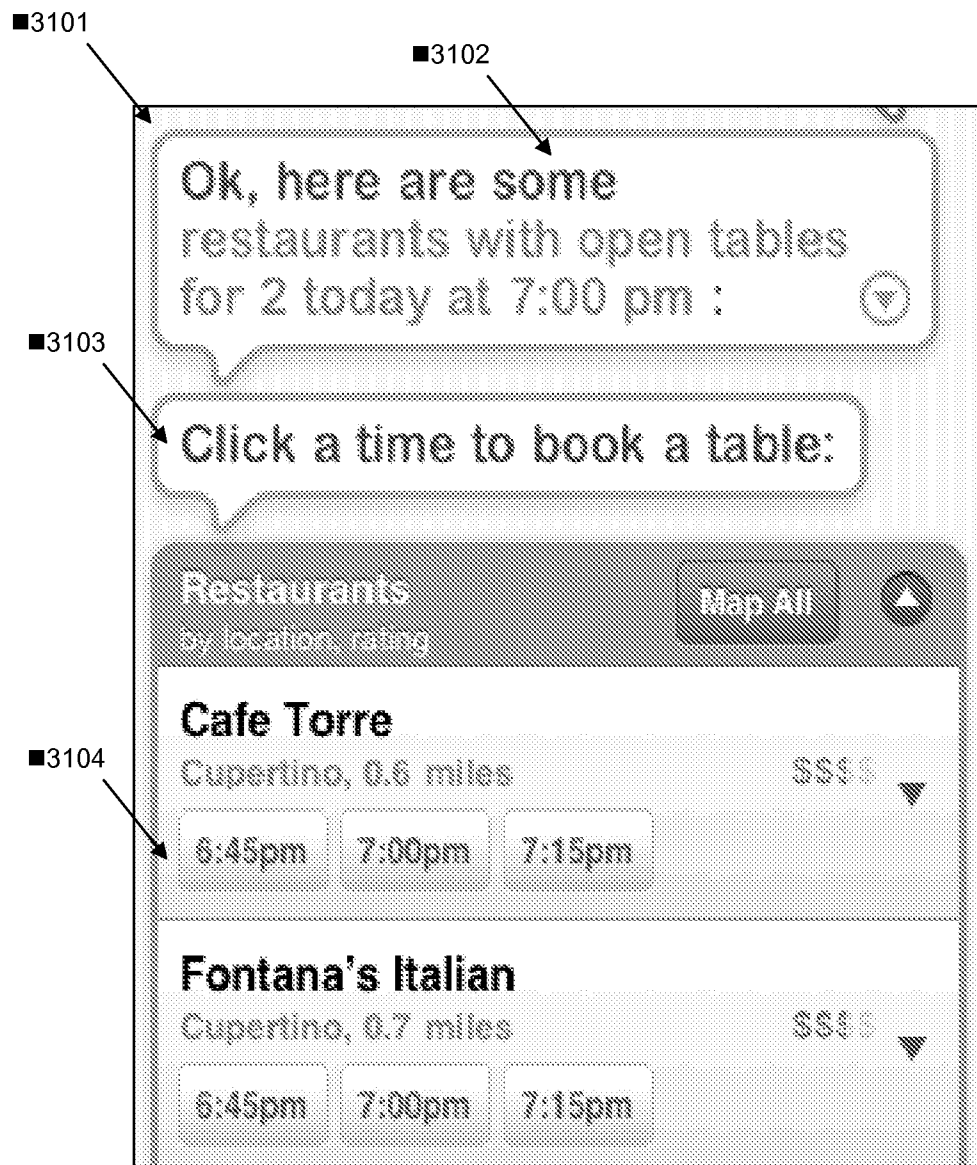 ■3101
■3102
Ok, here are some
restaurants with open tables
for 2 today at 7:00 pm :
■3103
Click a time to book a table:
Restaurants
Map All
by location, rating
Cafe Torre
■3104
Cupertino, 0.6 miles
$$$$
6:45pm 7:00pm 7:15pm
Fontana's Italian
Cupertino, 0.7 miles
$$$$
6:45pm 7:00pm 7:15pm